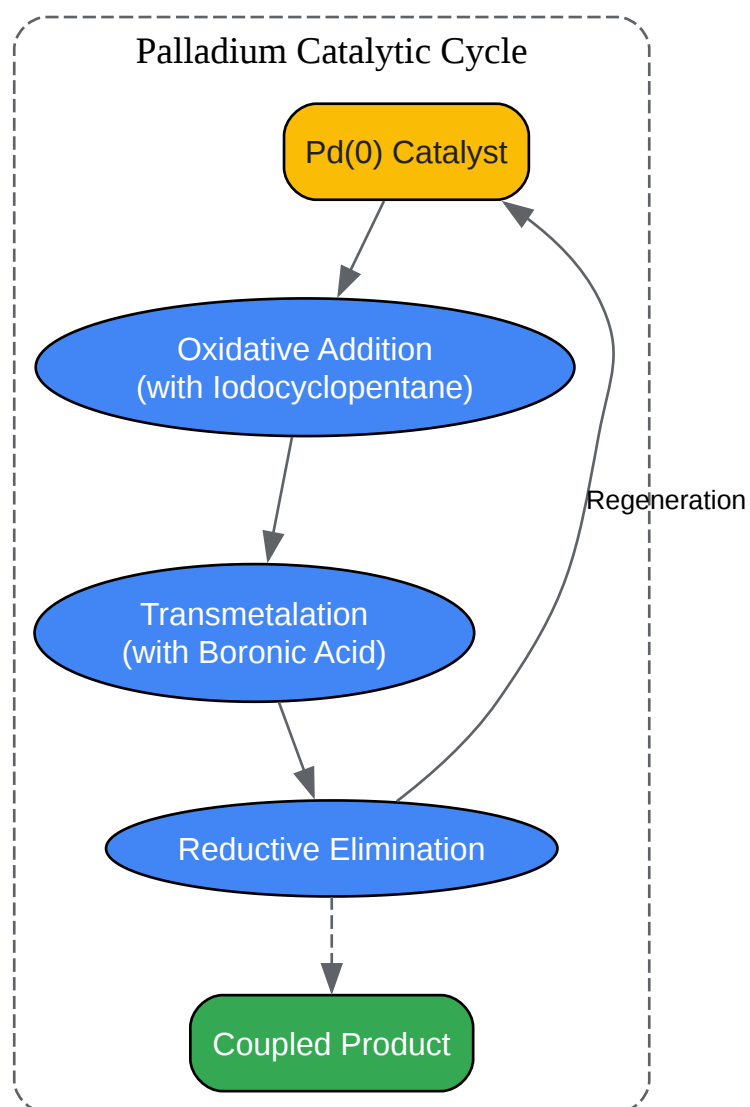 Palladium Catalytic Cycle
Pd(0) Catalyst
Oxidative Addition
(with Iodocyclopentane)
Regeneration
Transmetalation
(with Boronic Acid)
Reductive Elimination
Coupled Product